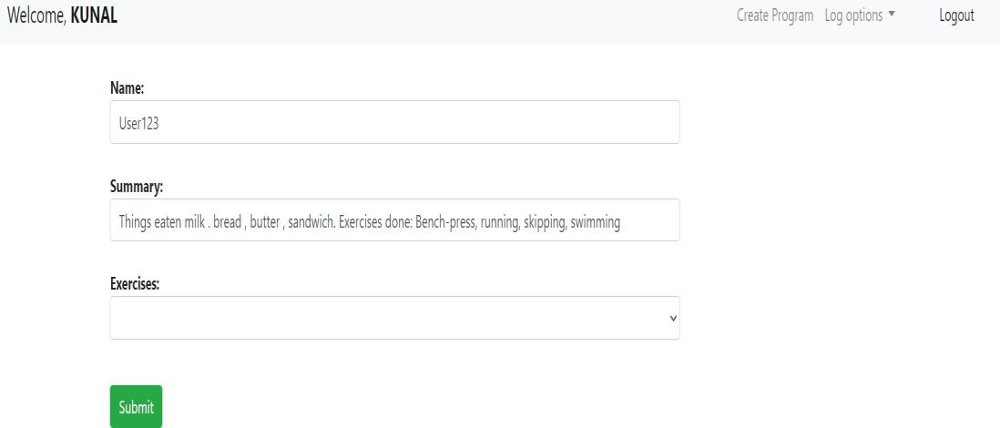 Welcome, KUNAL Create Program Log options Logout
Name:
User123
Summary:
Things eaten milk . bread , butter , sandwich. Exercises done: Bench-press, running, skipping, swimming
Exercises:
Submit